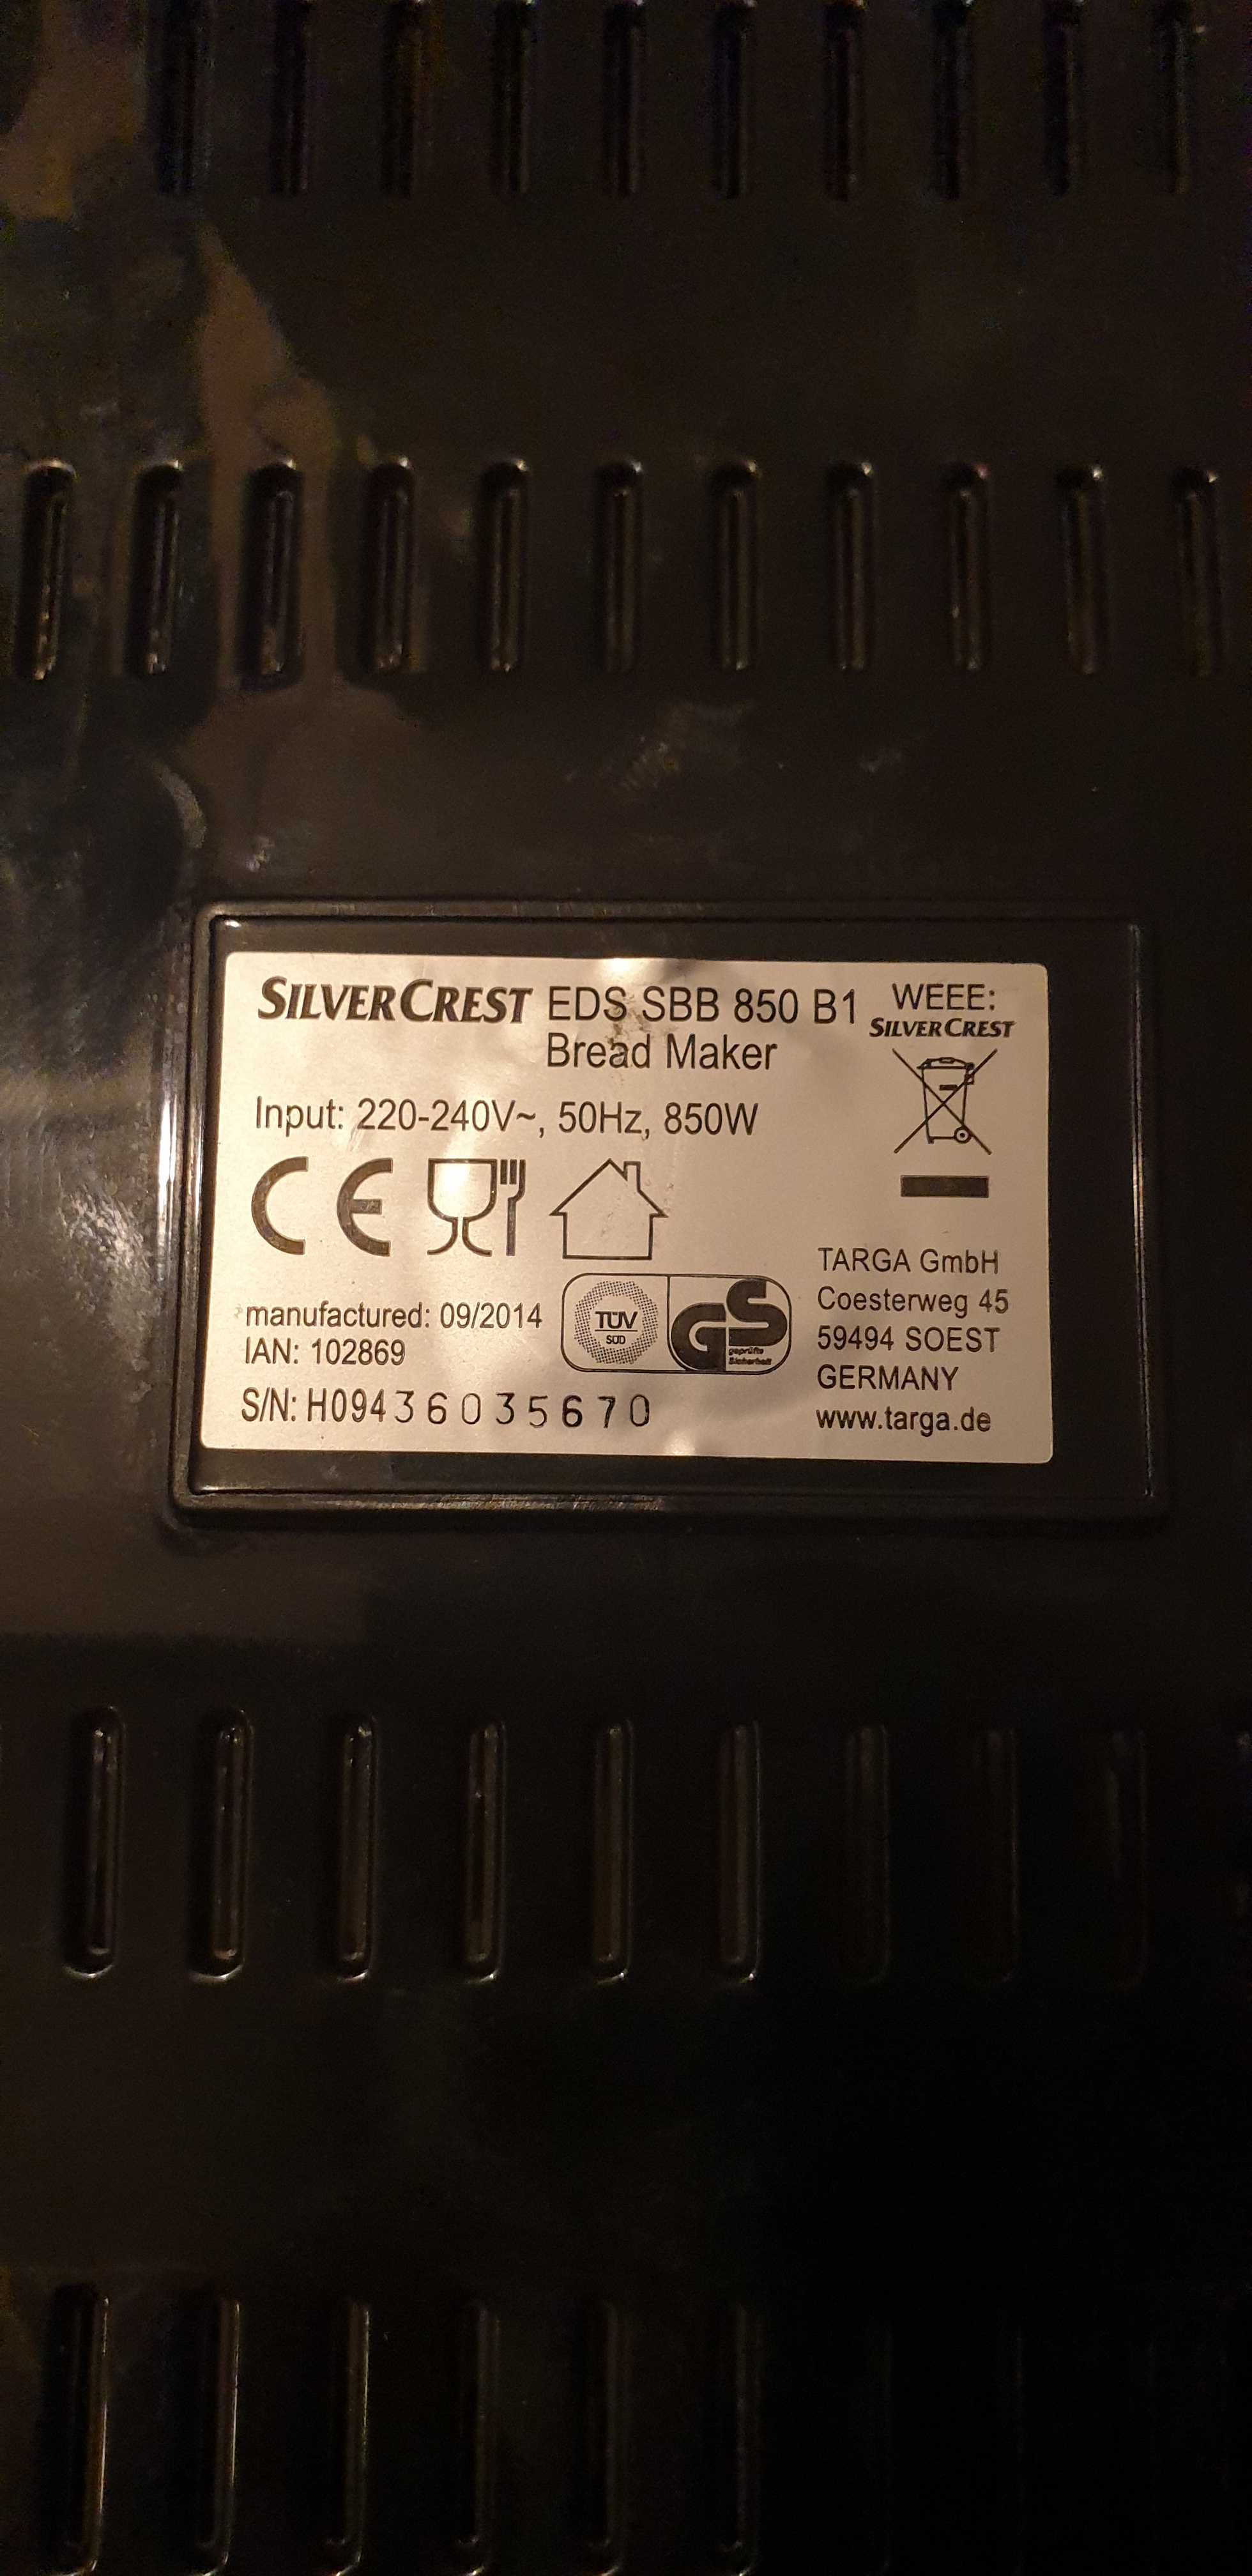 SILVERCREST EDS SBB 850 B1
Bread Maker
WEEE:
SILVERCREST
Input: 220-240V~, 50Hz, 850W
CE
manufactured: 09/2014
IAN: 102869
S/N: H09436035670
TÜV
SÜD
GS
geprüfte
Sicherheit
TARGA GmbH
Coesterweg 45
59494 SOEST
GERMANY
www.targa.de